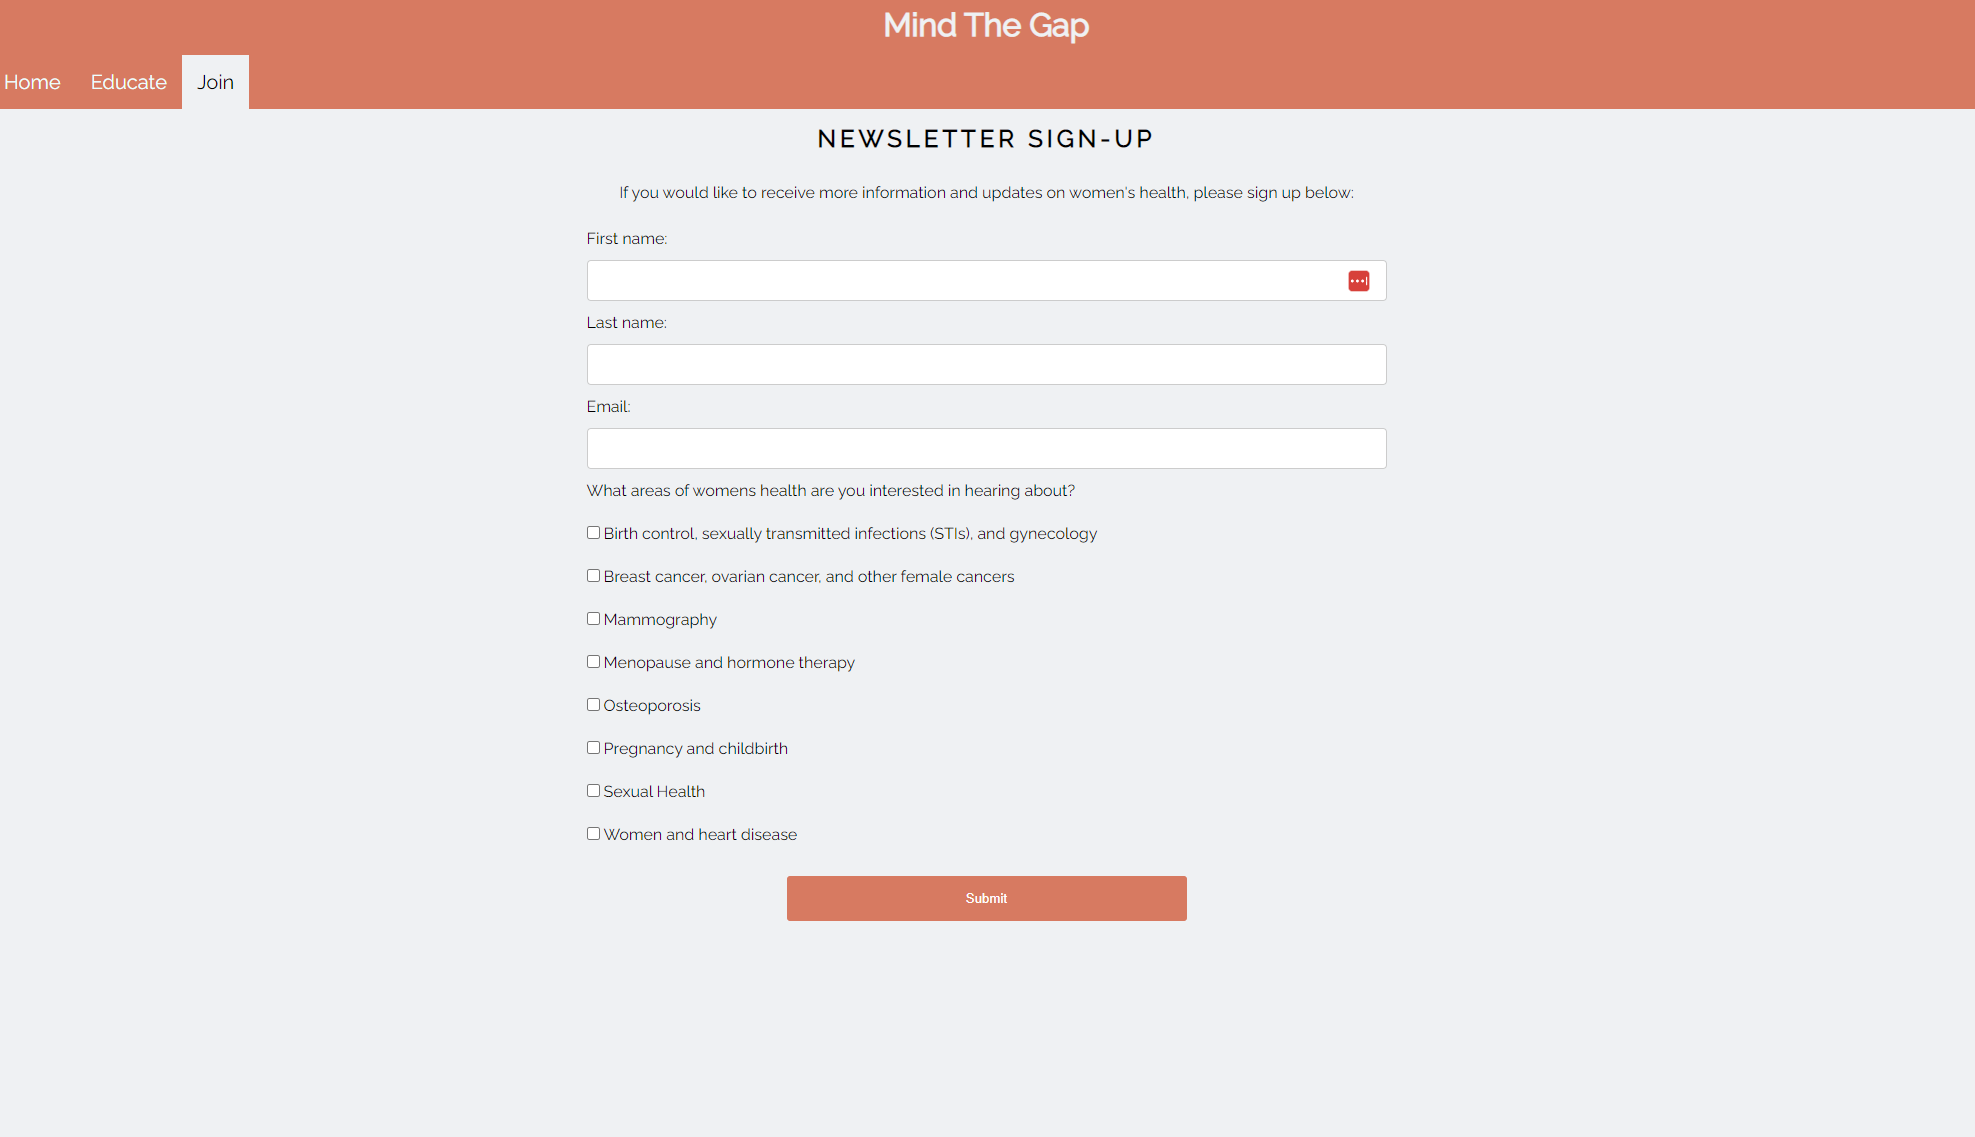 Mind The Gap
Home Educate Join
NEWSLETTER SIGN-UP
If you would like to receive more information and updates on women's health, please sign up below:
First name:
Last name:
Email:
What areas of womens health are you interested in hearing about?
Birth control, sexually transmitted infections (STIs), and gynecology
Breast cancer, ovarian cancer, and other female cancers
Mammography
Menopause and hormone therapy
Osteoporosis
Pregnancy and childbirth
Sexual Health
Women and heart disease
Submit